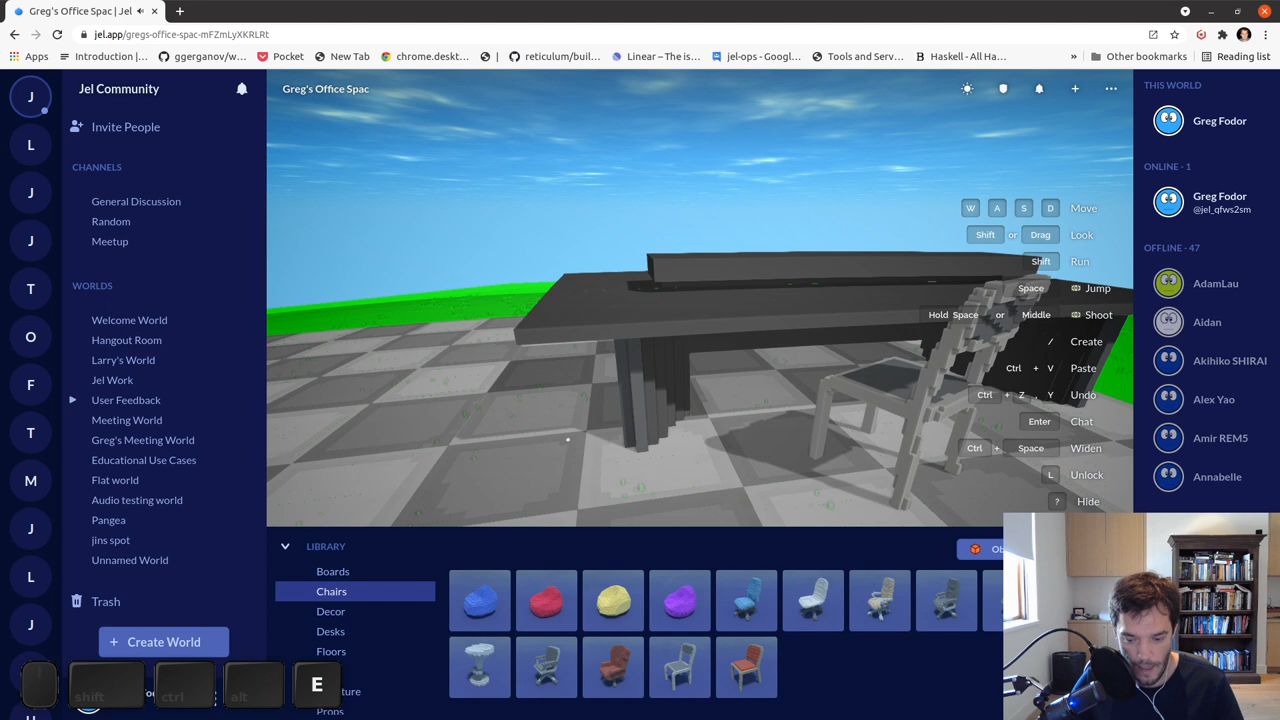 Greg's Office Spac | Jel
jel.app/gregs-office-spac-mFZmLyXKRLRt
Apps
Introduction |...
ggerganov/w...
Pocket
New Tab
chrome.deskt...
|
reticulum/buil...
Linear – The is...
jel-ops - Googl...
Tools and Serv...
Haskell - All Ha...
»
Other bookmarks
Reading list
J
L
J
J
T
O
F
T
M
J
L
J
Jel Community
Invite People
CHANNELS
General Discussion
Random
Meetup
WORLDS
Welcome World
Hangout Room
Larry's World
Jel Work
User Feedback
Meeting World
Greg's Meeting World
Educational Use Cases
Flat world
Audio testing world
Pangea
jins spot
Unnamed World
Trash
+ Create World
shift
ctrl
alt
E
Greg's Office Spac
W A S D Move
Shift or Drag Look
Shift Run
Space Jump
Hold Space or Middle Shoot
/ Create
Ctrl + V Paste
Ctrl + Z , Y Undo
Enter Chat
Ctrl + Space Widen
L Unlock
? Hide
LIBRARY
Boards
Chairs
Decor
Desks
Floors
Props
THIS WORLD
Greg Fodor
ONLINE - 1
Greg Fodor
@jel_qfws2sm
OFFLINE - 47
AdamLau
Aidan
Akihiko SHIRAI
Alex Yao
Amir REM5
Annabelle